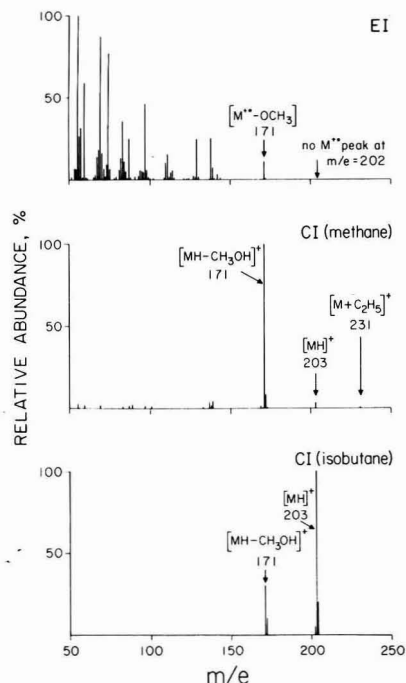 RELATIVE ABUNDANCE, %
100
50
EI
[M⁺•-OCH₃]
171
no M⁺• peak at
m/e=202
100
50
CI (methane)
[MH-CH₃OH]⁺
171
[M+C₂H₅]⁺
231
[MH]⁺
203
100
50
CI (isobutane)
[MH]⁺
203
[MH-CH₃OH]⁺
171
50
100
150
200
250
m/e